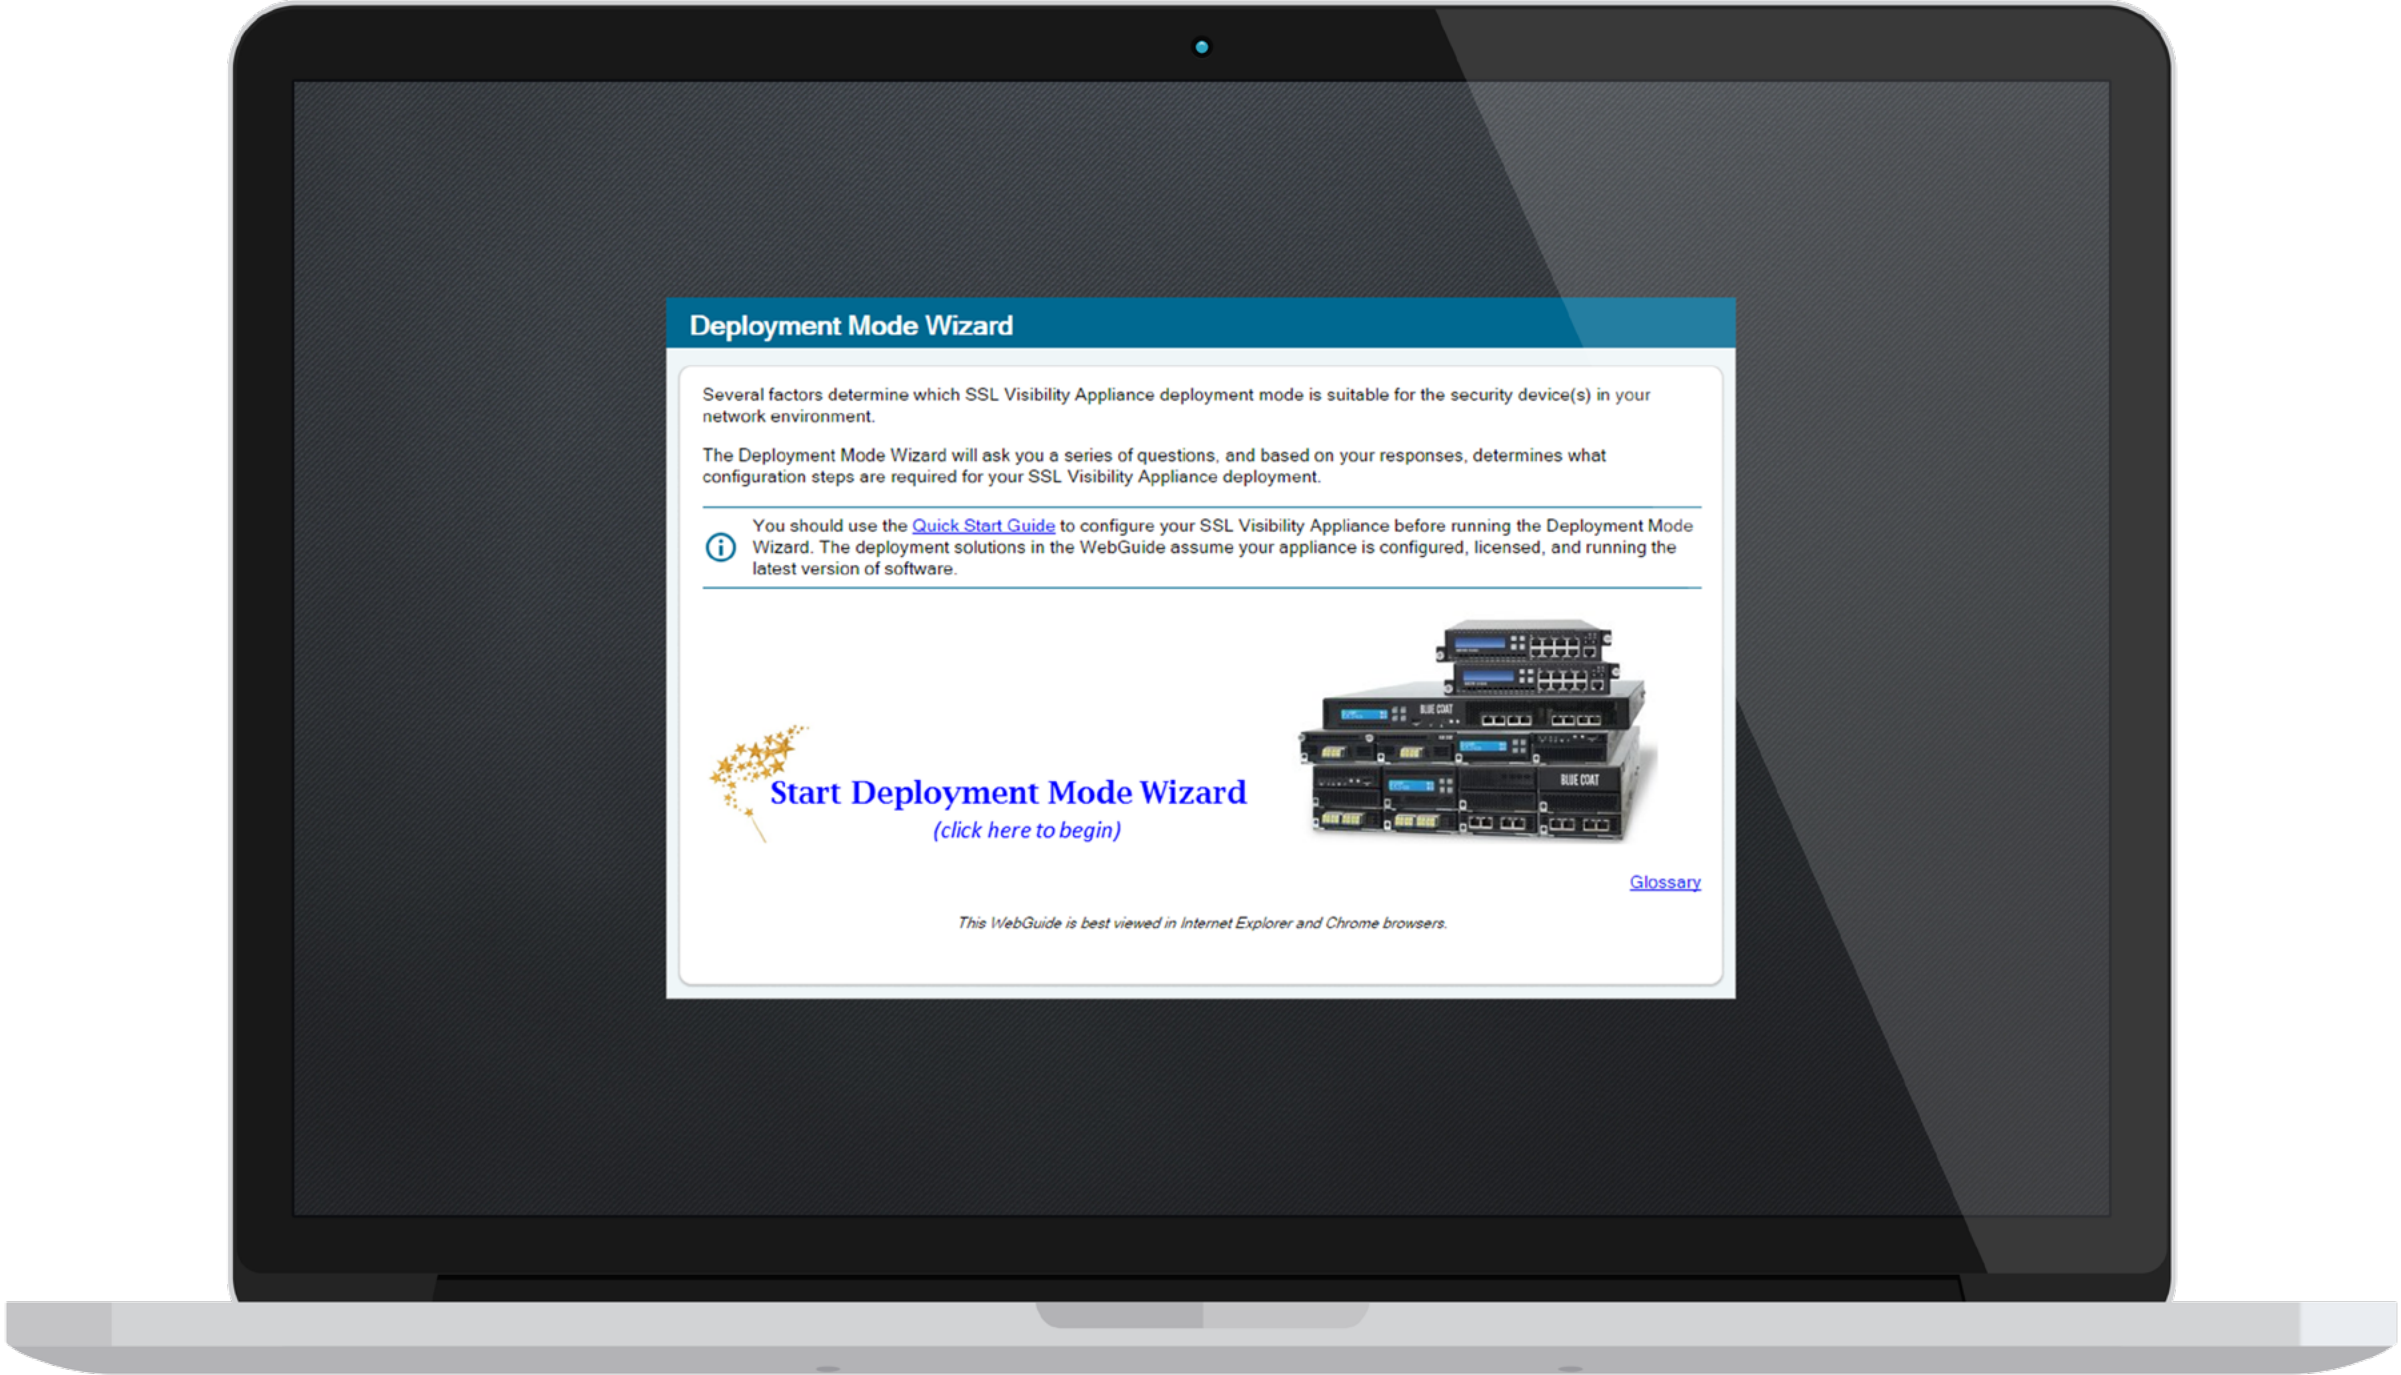 Deployment Mode Wizard
Several factors determine which SSL Visibility Appliance deployment mode is suitable for the security device(s) in your
network environment.
The Deployment Mode Wizard will ask you a series of questions, and based on your responses, determines what
configuration steps are required for your SSL Visibility Appliance deployment.
You should use the Quick Start Guide to configure your SSL Visibility Appliance before running the Deployment Mode
Wizard. The deployment solutions in the WebGuide assume your appliance is configured, licensed, and running the
latest version of software.
BLUE COAT
BLUE COAT
Start Deployment Mode Wizard
(click here to begin)
Glossary
This WebGuide is best viewed in Internet Explorer and Chrome browsers.